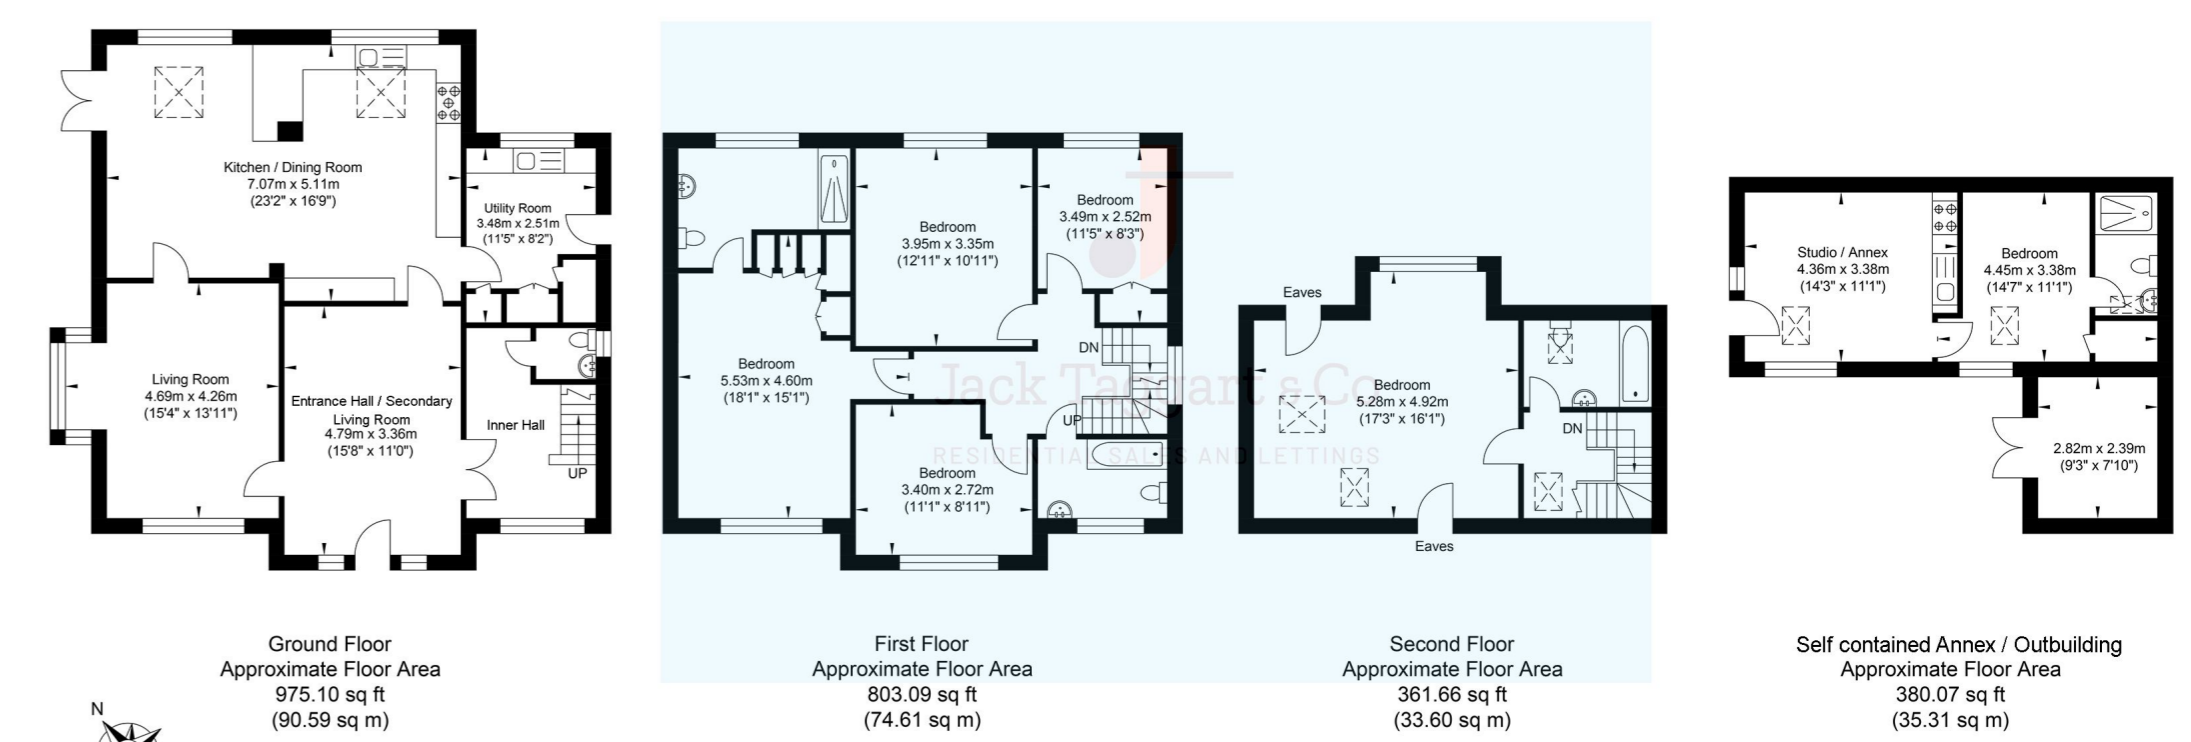 Kitchen / Dining Room
7.07m x 5.11m
(23'2" x 16'9")
Utility Room
3.48m x 2.51m
(11'5" x 8'2")
Living Room
4.69m x 4.26m
(15'4" x 13'11")
Entrance Hall / Secondary
Living Room
4.79m x 3.36m
(15'8" x 11'0")
Inner Hall
UP
Ground Floor
Approximate Floor Area
975.10 sq ft
(90.59 sq m)
N
Bedroom
3.95m x 3.35m
(12'11" x 10'11")
Bedroom
3.49m x 2.52m
(11'5" x 8'3")
Bedroom
5.53m x 4.60m
(18'1" x 15'1")
DN
UP
Bedroom
3.40m x 2.72m
(11'1" x 8'11")
First Floor
Approximate Floor Area
803.09 sq ft
(74.61 sq m)
Jack Taggart & Co
RESIDENTIAL SALES AND LETTINGS
Eaves
Bedroom
5.28m x 4.92m
(17'3" x 16'1")
DN
Eaves
Second Floor
Approximate Floor Area
361.66 sq ft
(33.60 sq m)
Studio / Annex
4.36m x 3.38m
(14'3" x 11'1")
Bedroom
4.45m x 3.38m
(14'7" x 11'1")
2.82m x 2.39m
(9'3" x 7'10")
Self contained Annex / Outbuilding
Approximate Floor Area
380.07 sq ft
(35.31 sq m)